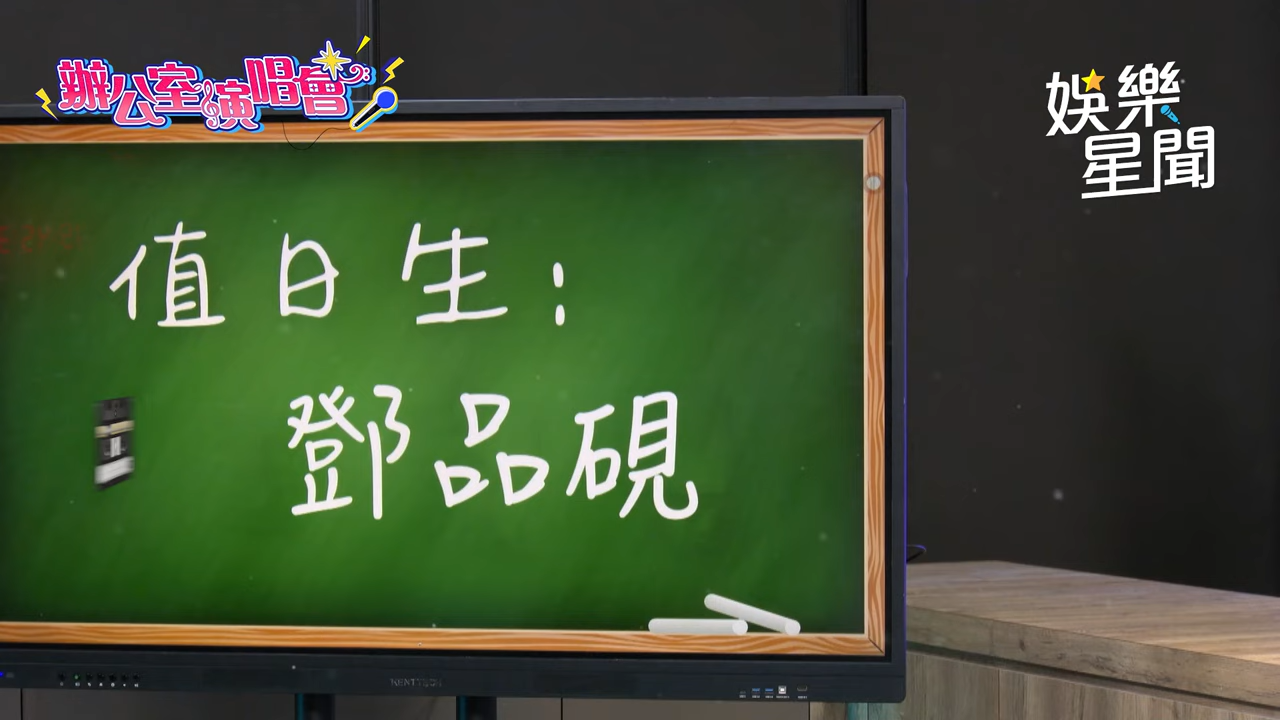 辦公室演唱會
娛樂
星聞
值日生：
鄧品硯